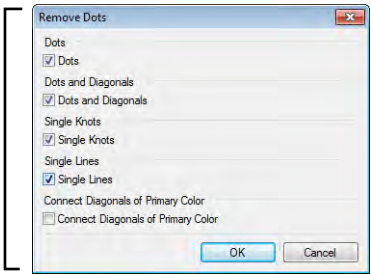 Remove Dots
Dots
Dots
Dots and Diagonals
Dots and Diagonals
Single Knots
Single Knots
Single Lines
Single Lines
Connect Diagonals of Primary Color
Connect Diagonals of Primary Color
OK Cancel